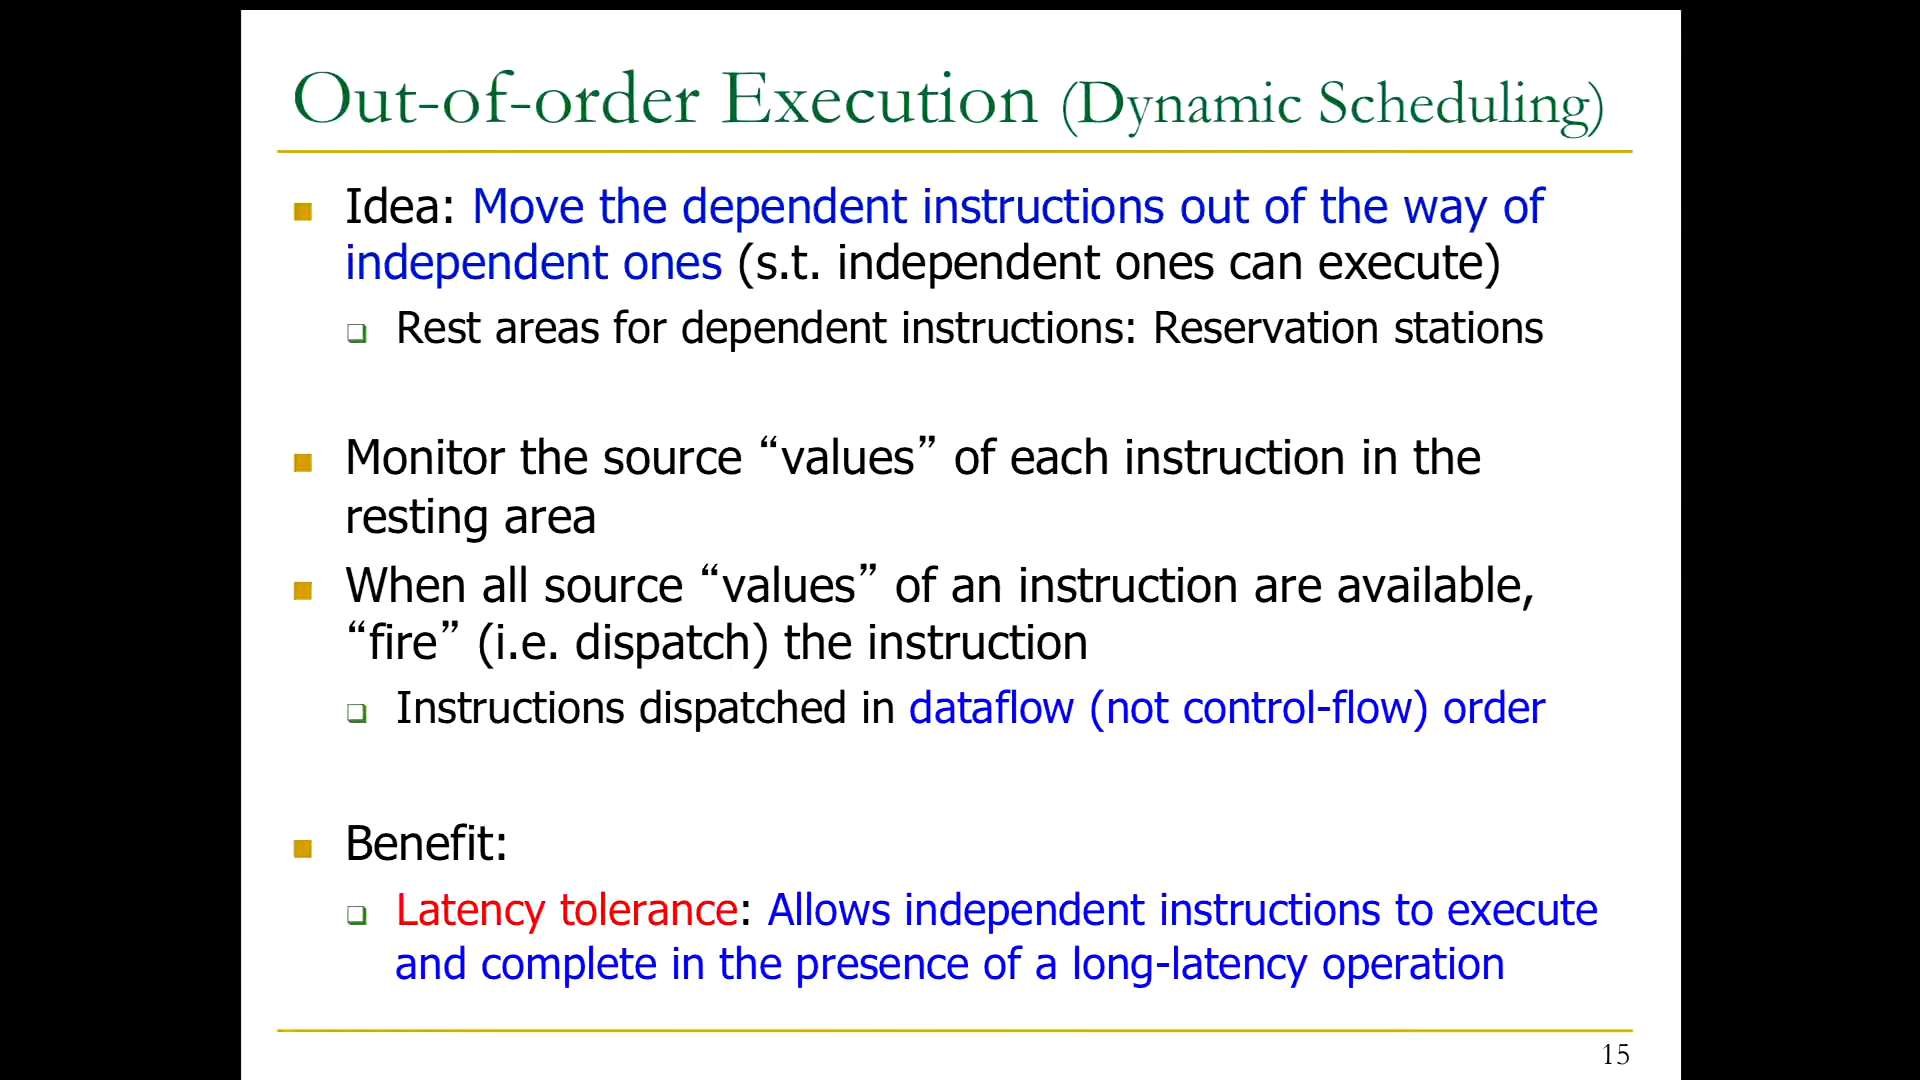 Out-of-order Execution (Dynamic Scheduling)
Idea: Move the dependent instructions out of the way of
independent ones (s.t. independent ones can execute)
Rest areas for dependent instructions: Reservation stations
Monitor the source “values” of each instruction in the
resting area
When all source “values” of an instruction are available,
“fire” (i.e. dispatch) the instruction
Instructions dispatched in dataflow (not control-flow) order
Benefit:
Latency tolerance: Allows independent instructions to execute
and complete in the presence of a long-latency operation
15